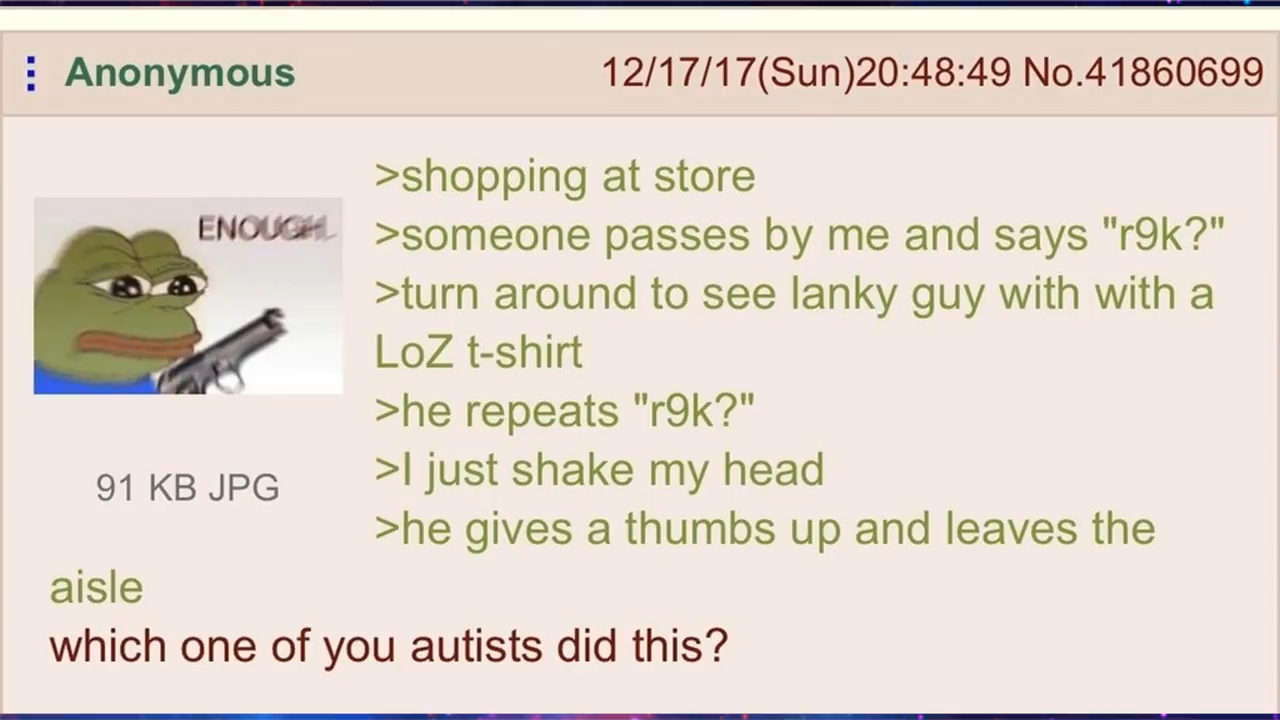 Anonymous 12/17/17(Sun)20:48:49 No.41860699
ENOUGH.
>shopping at store
>someone passes by me and says "r9k?"
>turn around to see lanky guy with with a
LoZ t-shirt
>he repeats "r9k?"
>I just shake my head
91 KB JPG
>he gives a thumbs up and leaves the
aisle
which one of you autists did this?